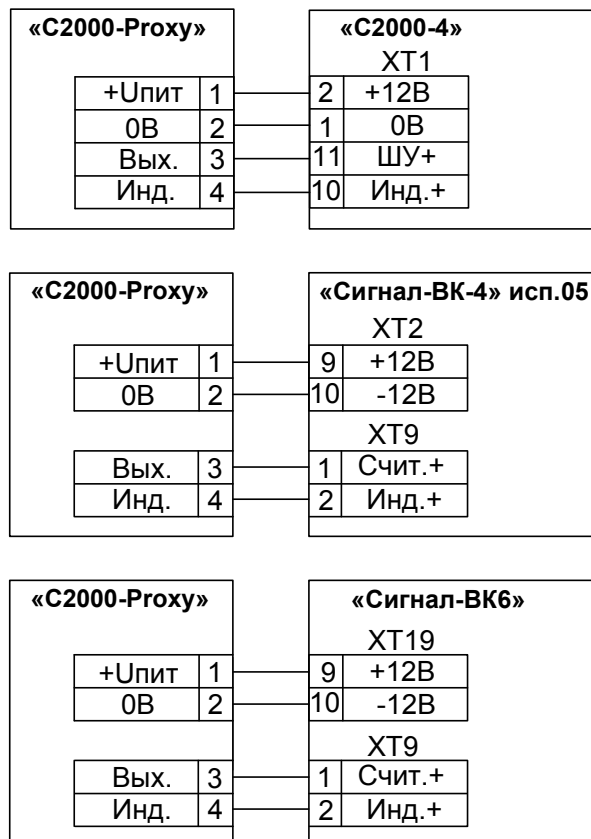 «С2000-Proxy» «С2000-4»
XT1
+Uпит 1 2 +12В
0В 2 1 0В
Вых. 3 11 ШУ+
Инд. 4 10 Инд.+
«С2000-Proxy» «Сигнал-ВК-4» исп.05
XT2
+Uпит 1 9 +12В
0В 2 10 -12В
XT9
Вых. 3 1 Счит.+
Инд. 4 2 Инд.+
«С2000-Proxy» «Сигнал-ВК6»
XT19
+Uпит 1 9 +12В
0В 2 10 -12В
XT9
Вых. 3 1 Счит.+
Инд. 4 2 Инд.+